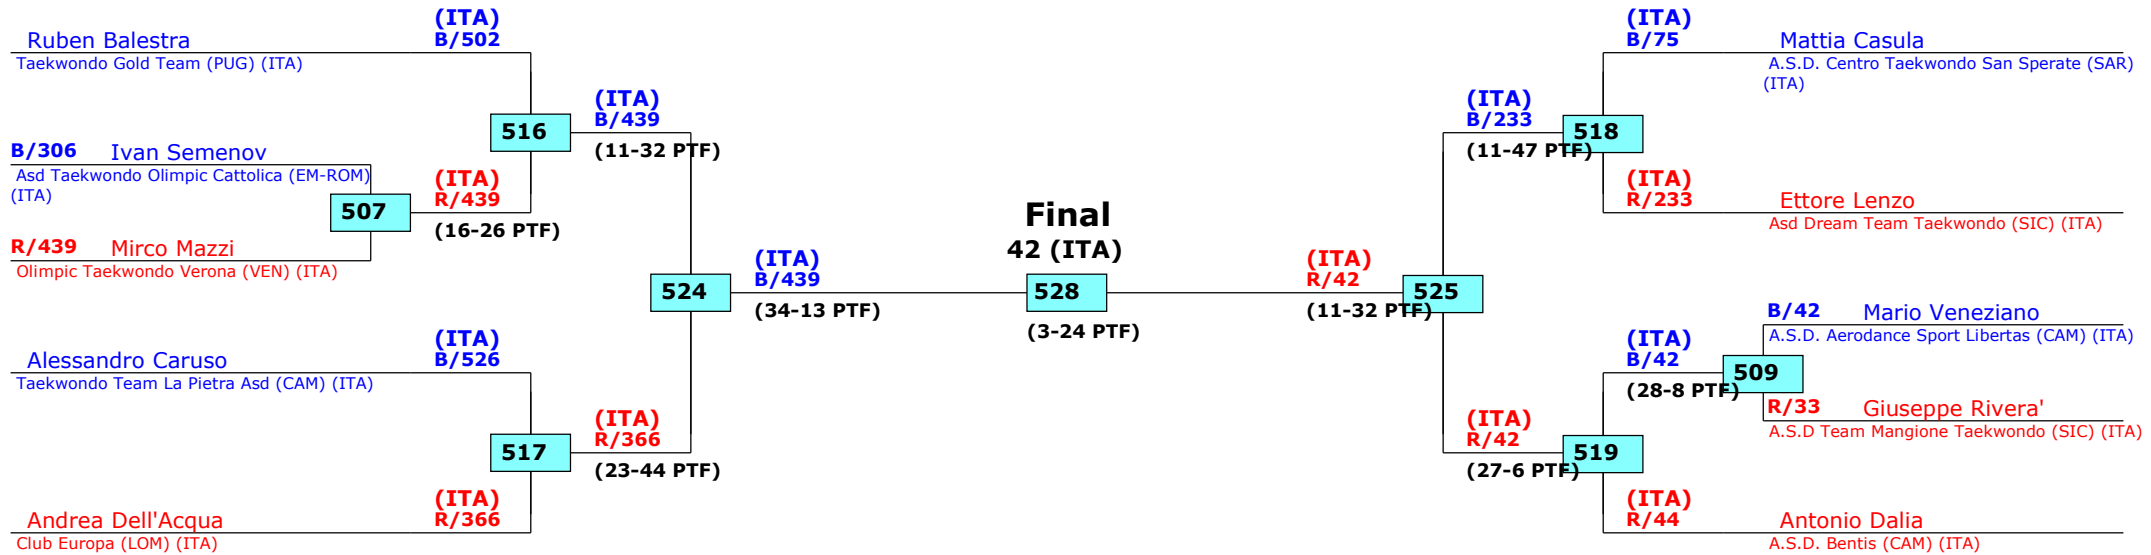 (ITA)
B/502
Ruben Balestra
Taekwondo Gold Team (PUG) (ITA)
516
(ITA)
B/439
(11-32 PTF)
B/306 Ivan Semenov
Asd Taekwondo Olimpic Cattolica (EM-ROM)
(ITA)
507
(ITA)
R/439
(16-26 PTF)
R/439 Mirco Mazzi
Olimpic Taekwondo Verona (VEN) (ITA)
524
(ITA)
B/439
(34-13 PTF)
(ITA)
B/526
Alessandro Caruso
Taekwondo Team La Pietra Asd (CAM) (ITA)
517
(ITA)
R/366
(23-44 PTF)
(ITA)
R/366
Andrea Dell'Acqua
Club Europa (LOM) (ITA)
Final
42 (ITA)
528
(3-24 PTF)
(ITA)
B/75
Mattia Casula
A.S.D. Centro Taekwondo San Sperate (SAR)
(ITA)
(ITA)
B/233
518
(11-47 PTF)
(ITA)
R/233
Ettore Lenzo
Asd Dream Team Taekwondo (SIC) (ITA)
(ITA)
R/42
525
(11-32 PTF)
B/42 Mario Veneziano
A.S.D. Aerodance Sport Libertas (CAM) (ITA)
(ITA)
B/42
509
(28-8 PTF)
R/33 Giuseppe Rivera'
A.S.D Team Mangione Taekwondo (SIC) (ITA)
(ITA)
R/42
519
(27-6 PTF)
(ITA)
R/44
Antonio Dalia
A.S.D. Bentis (CAM) (ITA)